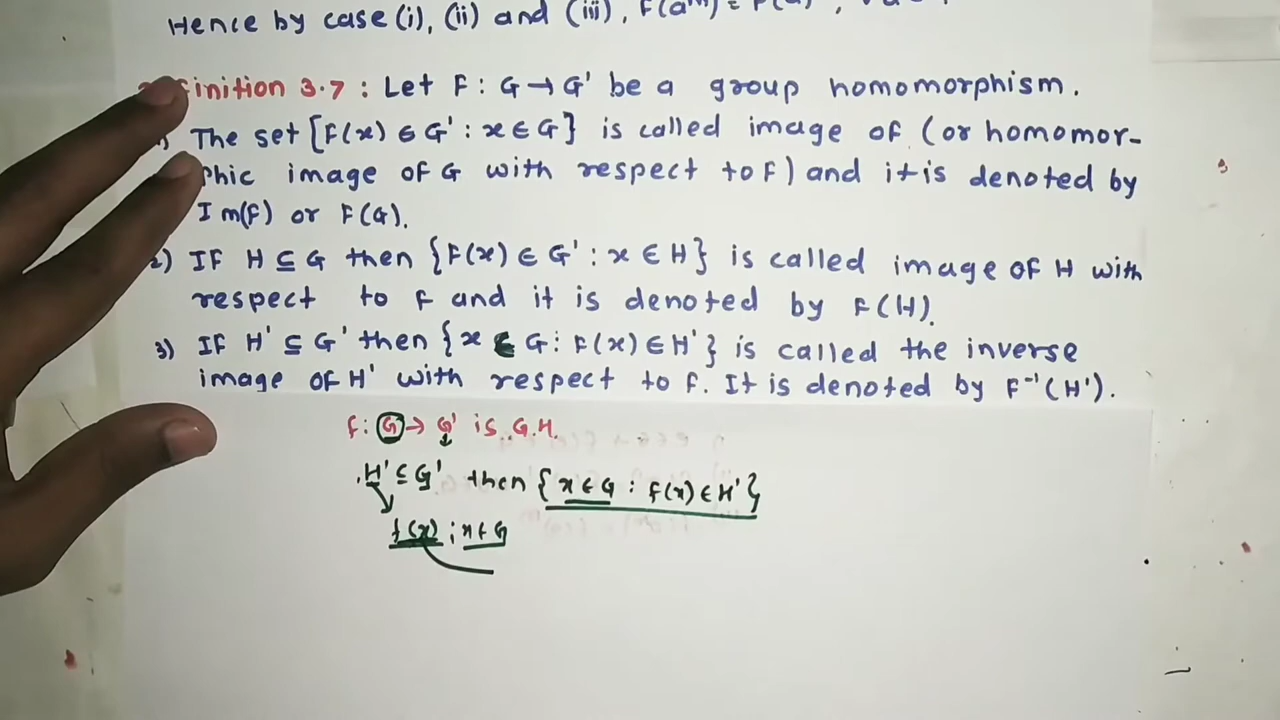 Hence by case (i), (ii) and (iii), F(aᵐ) =
finition 3.7 : Let F : G → G' be a group homomorphism.
The set [F(x) ∈ G' : x ∈ G} is called image of (or homomor-
phic image of G with respect to F) and it is denoted by
Im(F) or F(G).
2) IF H ⊆ G then {F(x) ∈ G' : x ∈ H} is called image of H with
respect to F and it is denoted by F(H).
3) IF H' ⊆ G' then {x ∈ G : F(x) ∈ H'} is called the inverse
image of H' with respect to F. It is denoted by F⁻¹(H').
F : G → G' is G.H.
H' ⊆ G' then {x ∈ G : F(x) ∈ H'}
f(x) ; x ∈ G